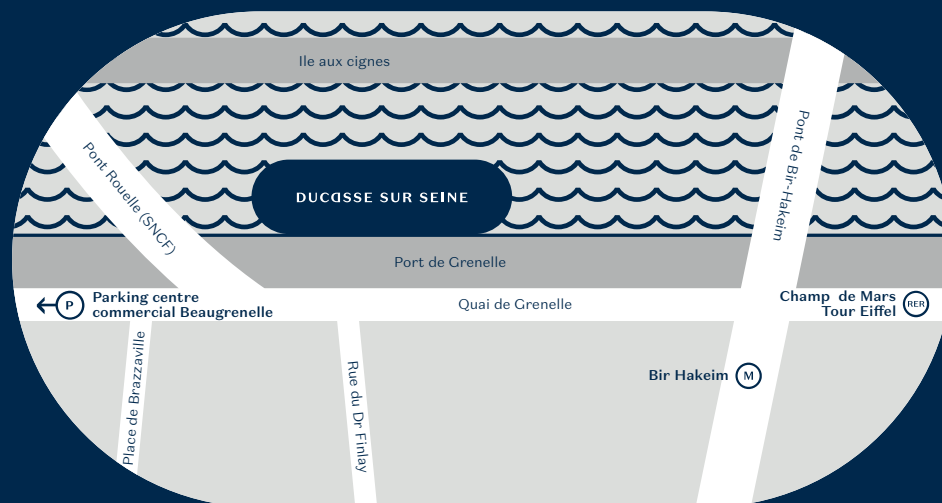 Ile aux cignes
Pont de Bir-Hakeim
Pont Rouelle (SNCF)
DUCASSE SUR SEINE
Port de Grenelle
P
Parking centre
commercial Beaugrenelle
Quai de Grenelle
Champ de Mars
Tour Eiffel
RER
Place de Brazzaville
Rue du Dr Finlay
Bir Hakeim
M